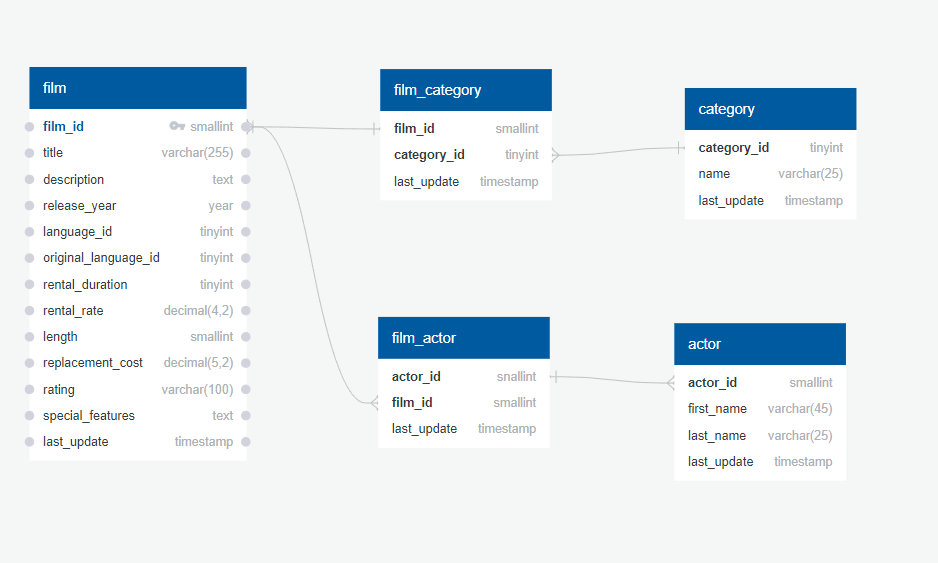 film
film_id smallint
title varchar(255)
description text
release_year year
language_id tinyint
original_language_id tinyint
rental_duration tinyint
rental_rate decimal(4,2)
length smallint
replacement_cost decimal(5,2)
rating varchar(100)
special_features text
last_update timestamp
film_category
film_id smallint
category_id tinyint
last_update timestamp
category
category_id tinyint
name varchar(25)
last_update timestamp
film_actor
actor_id snallint
film_id smallint
last_update timestamp
actor
actor_id smallint
first_name varchar(45)
last_name varchar(25)
last_update timestamp